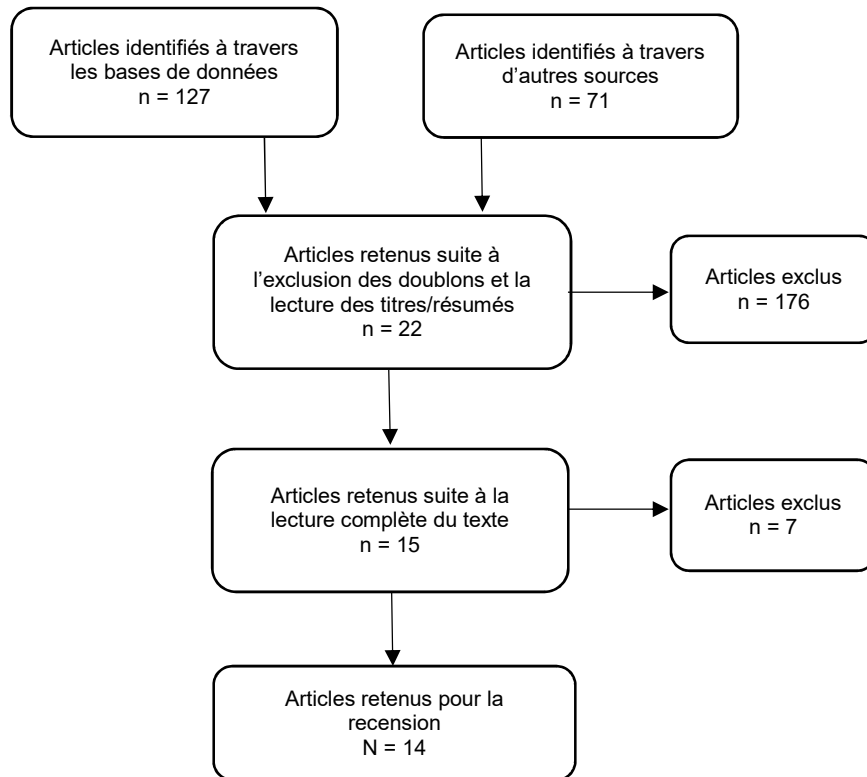 Articles identifiés à travers
les bases de données
n = 127
Articles identifiés à travers
d’autres sources
n = 71
Articles retenus suite à
l’exclusion des doublons et la
lecture des titres/résumés
n = 22
Articles exclus
n = 176
Articles retenus suite à la
lecture complète du texte
n = 15
Articles exclus
n = 7
Articles retenus pour la
recension
N = 14